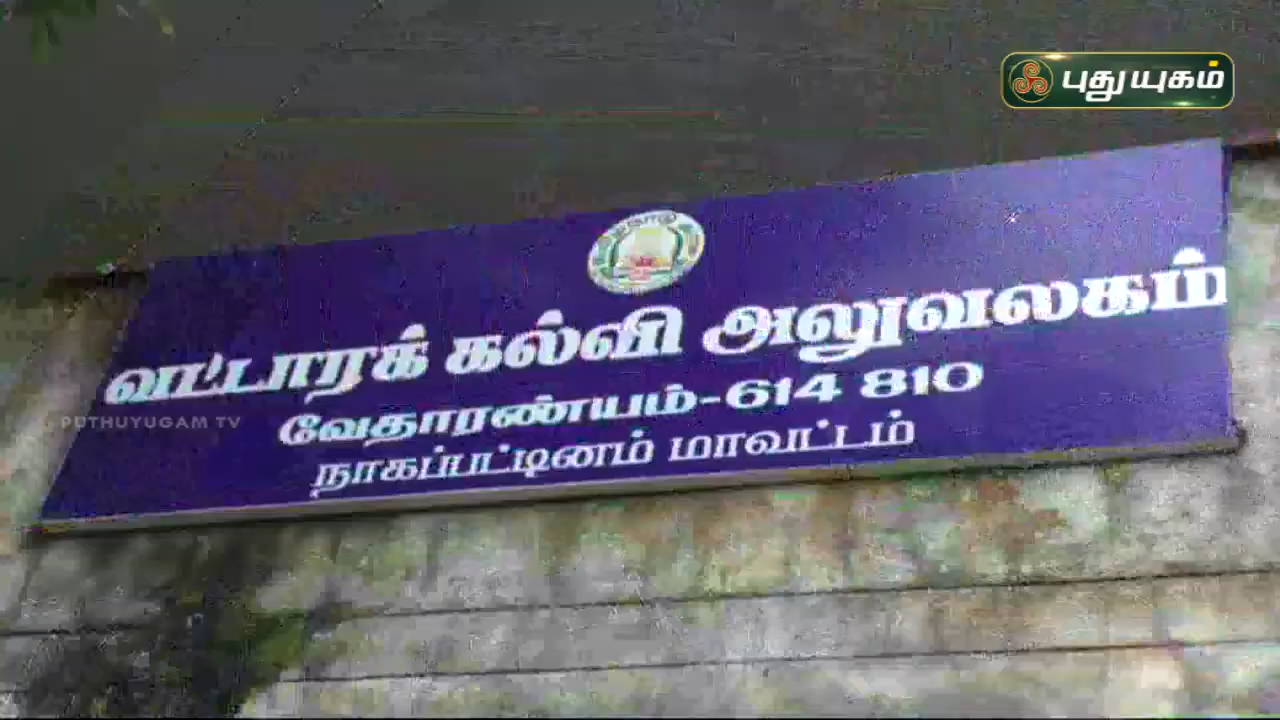 புதுயுகம்
வட்டாரக் கல்வி அலுவலகம்
வேதாரண்யம்-614 810
PUTHUYUGAM TV
நாகப்பட்டினம் மாவட்டம்